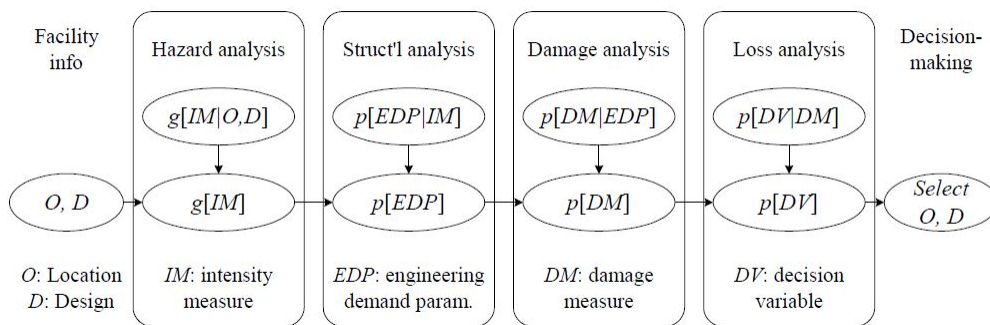 Facility
info
Hazard analysis
Struct'l analysis
Damage analysis
Loss analysis
Decision-
making
g[IM|O,D]
p[EDP|IM]
p[DM|EDP]
p[DV|DM]
O, D
g[IM]
p[EDP]
p[DM]
p[DV]
Select
O, D
O: Location
D: Design
IM: intensity
measure
EDP: engineering
demand param.
DM: damage
measure
DV: decision
variable